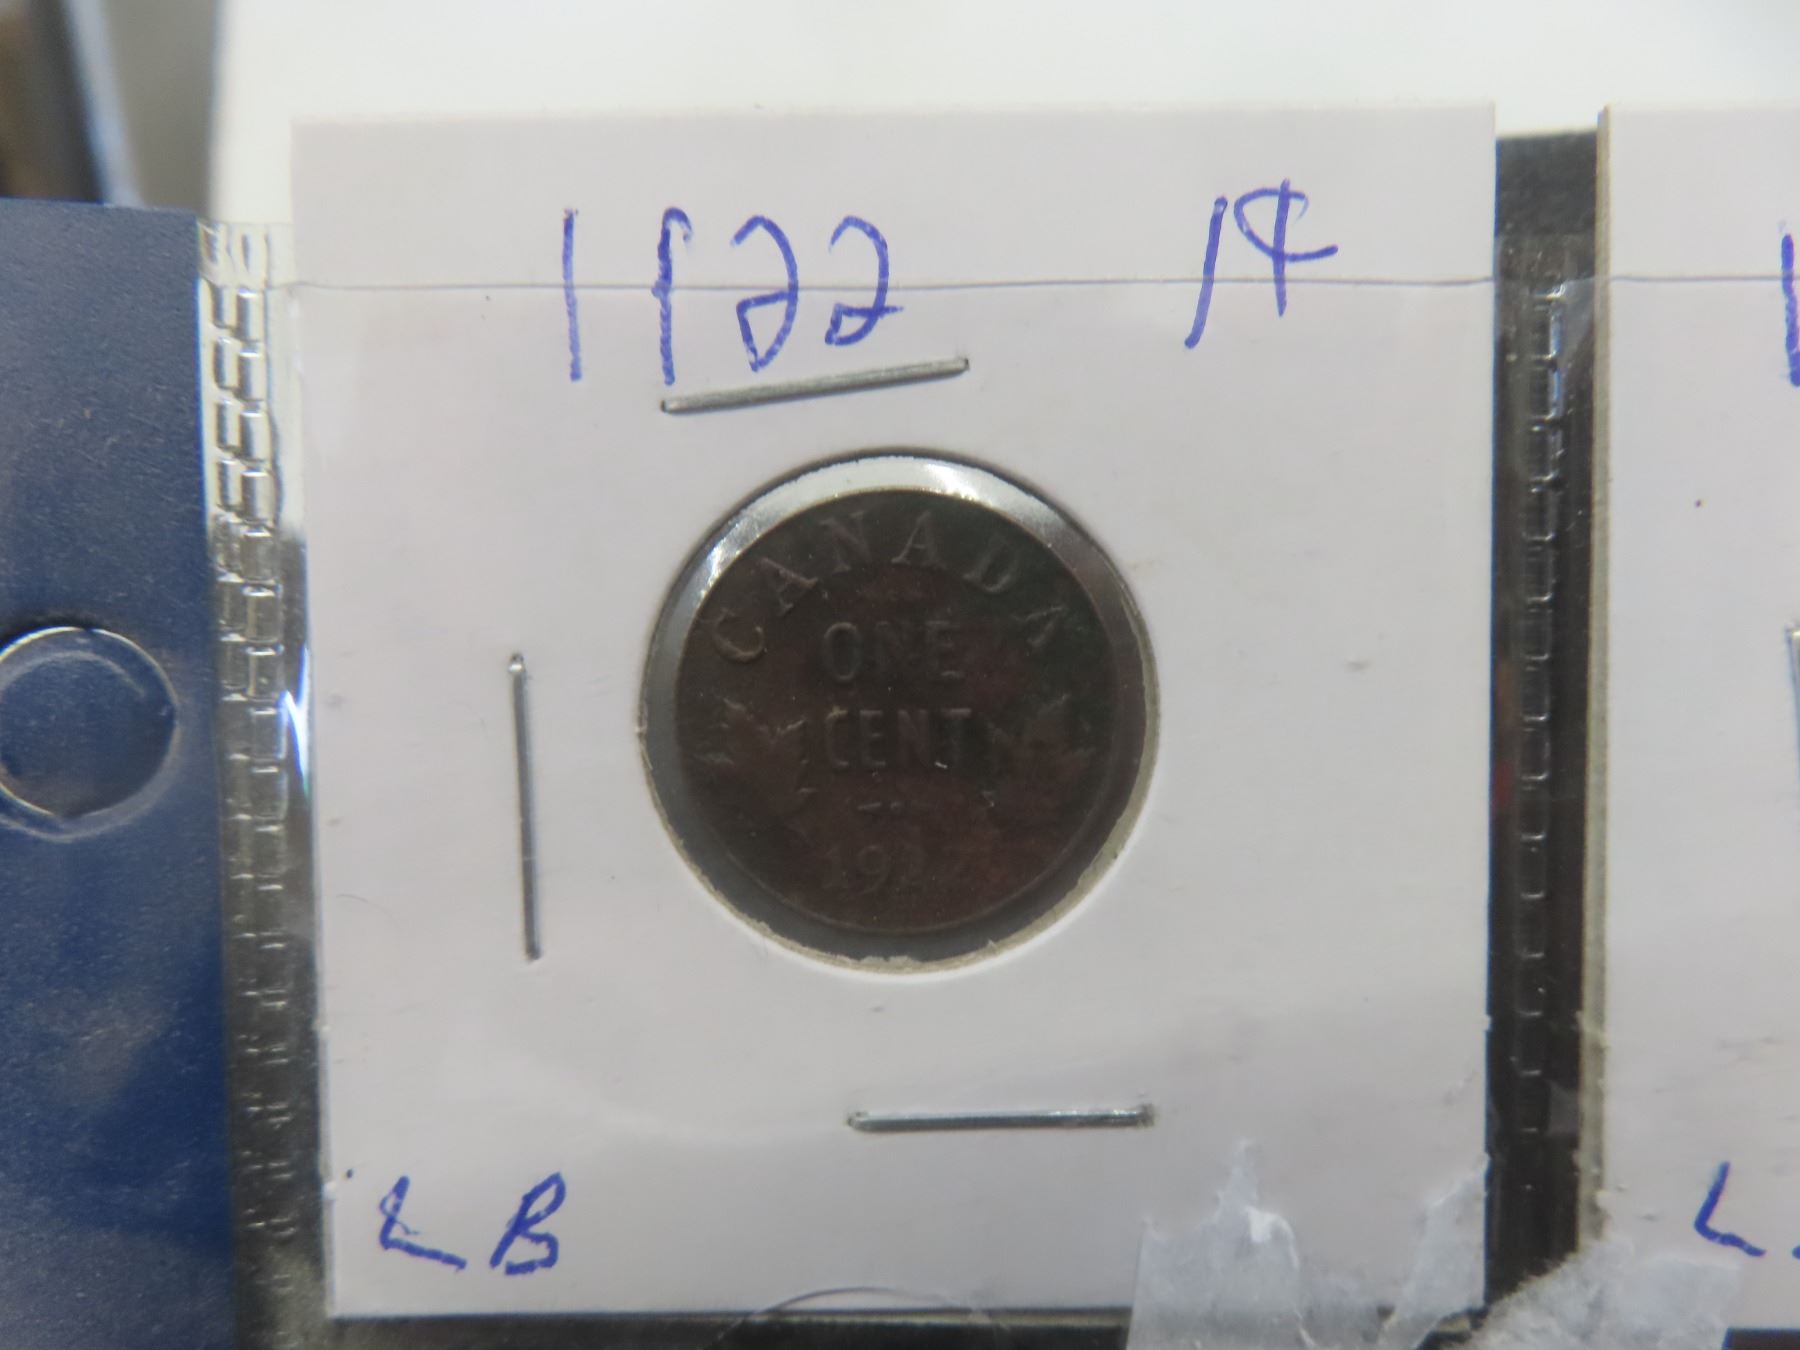 1922 1¢
CANADA
ONE
CENT
LB